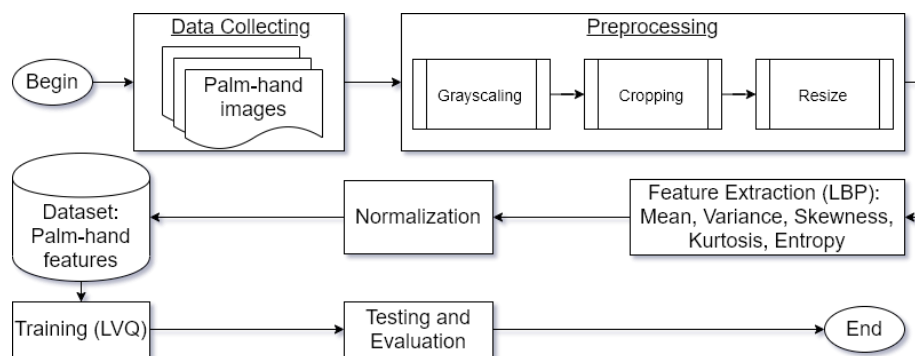 Data Collecting
Preprocessing
Begin
Palm-hand
images
Grayscaling
Cropping
Resize
Dataset:
Palm-hand
features
Normalization
Feature Extraction (LBP):
Mean, Variance, Skewness,
Kurtosis, Entropy
Training (LVQ)
Testing and
Evaluation
End